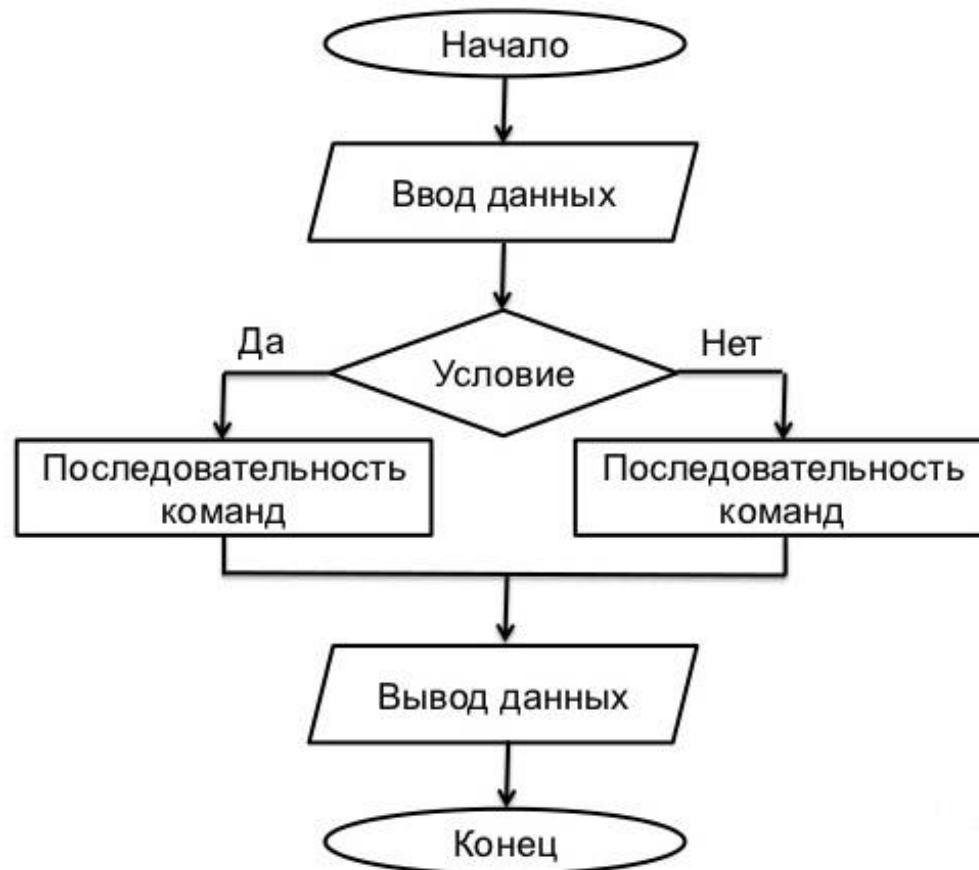 Начало
Ввод данных
Да
Условие
Нет
Последовательность
команд
Последовательность
команд
Вывод данных
Конец